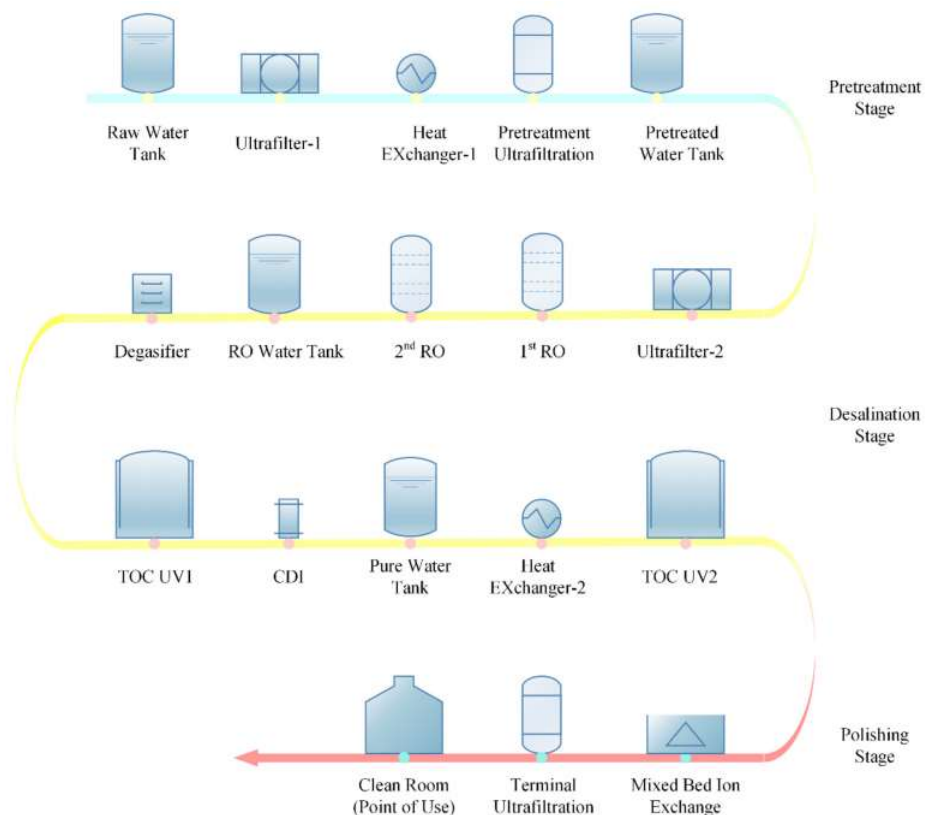 Raw Water
Tank
Ultrafilter-1
Heat
EXchanger-1
Pretreatment
Ultrafiltration
Pretreated
Water Tank
Pretreatment
Stage
Degasifier
RO Water Tank
2nd RO
1st RO
Ultrafilter-2
Desalination
Stage
TOC UV1
CDI
Pure Water
Tank
Heat
EXchanger-2
TOC UV2
Clean Room
(Point of Use)
Terminal
Ultrafiltration
Mixed Bed Ion
Exchange
Polishing
Stage